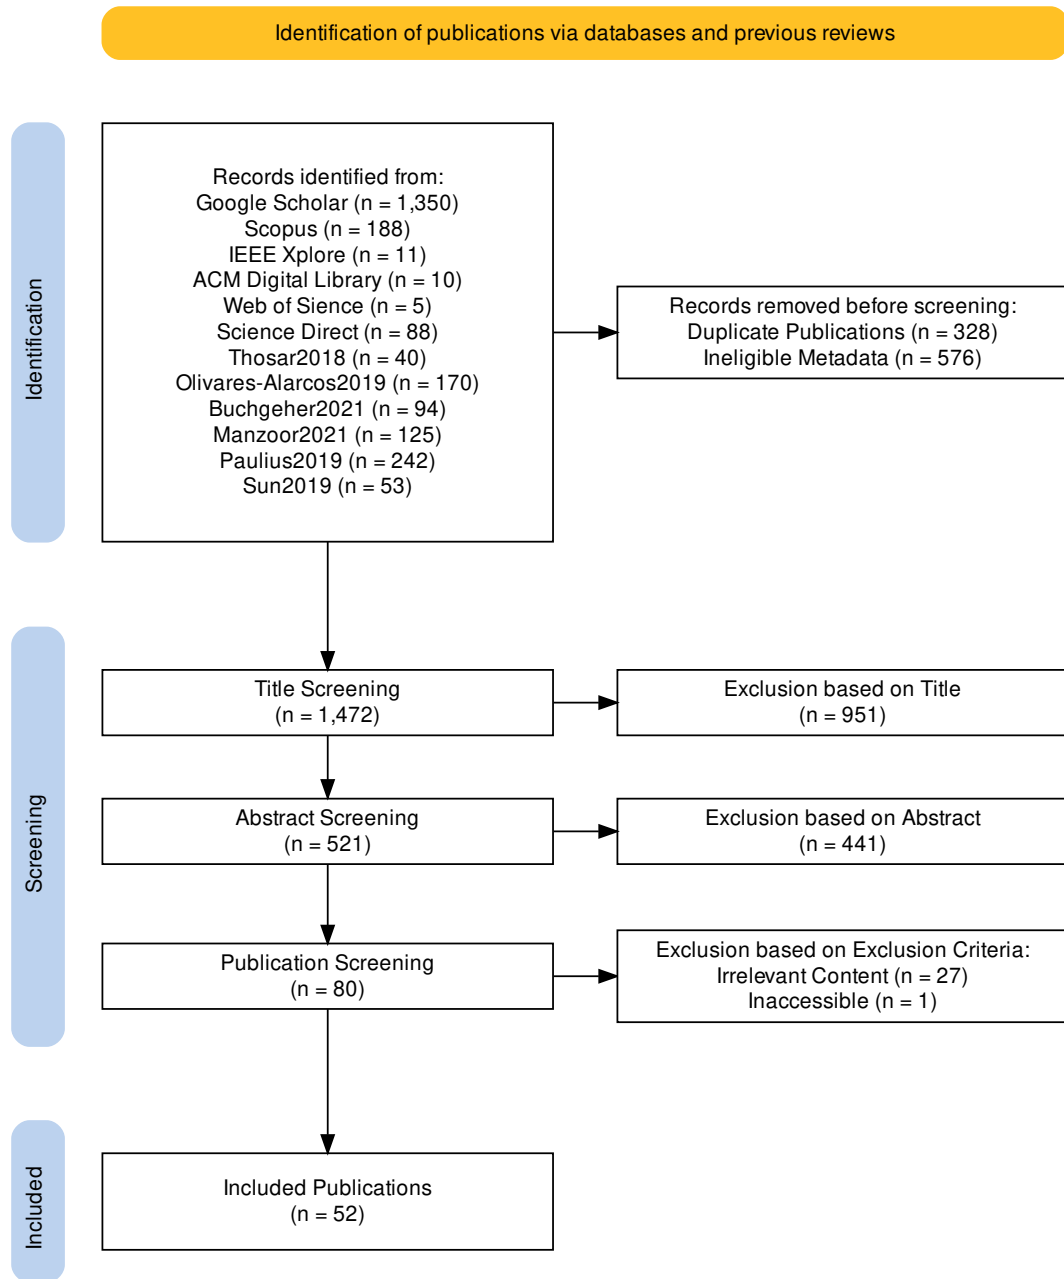 Identification of publications via databases and previous reviews
Identification
Records identified from:
Google Scholar (n = 1,350)
Scopus (n = 188)
IEEE Xplore (n = 11)
ACM Digital Library (n = 10)
Web of Sience (n = 5)
Science Direct (n = 88)
Thosar2018 (n = 40)
Olivares-Alarcos2019 (n = 170)
Buchgeher2021 (n = 94)
Manzoor2021 (n = 125)
Paulius2019 (n = 242)
Sun2019 (n = 53)
Records removed before screening:
Duplicate Publications (n = 328)
Ineligible Metadata (n = 576)
Screening
Title Screening
(n = 1,472)
Exclusion based on Title
(n = 951)
Abstract Screening
(n = 521)
Exclusion based on Abstract
(n = 441)
Publication Screening
(n = 80)
Exclusion based on Exclusion Criteria:
Irrelevant Content (n = 27)
Inaccessible (n = 1)
Included
Included Publications
(n = 52)